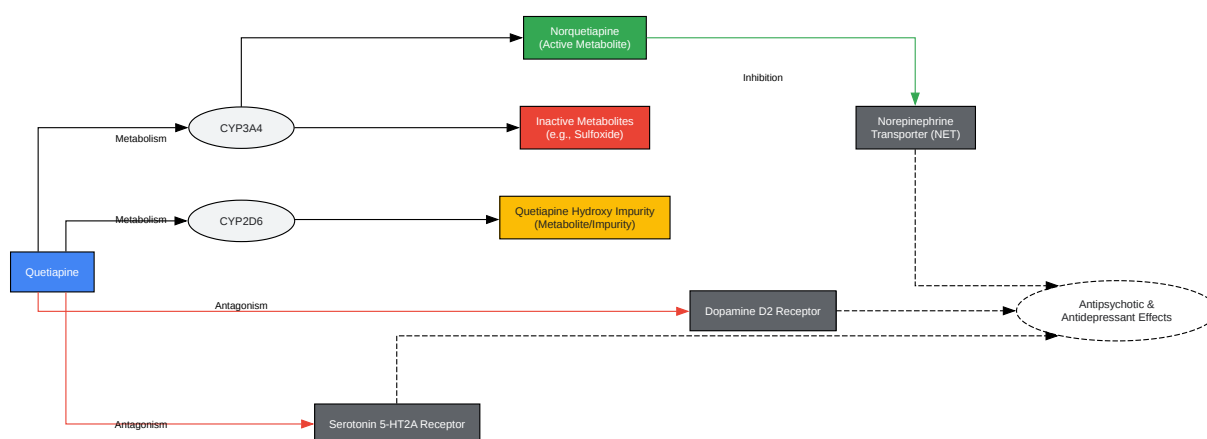 Norquetiapine
(Active Metabolite)
Inhibition
CYP3A4
Inactive Metabolites
(e.g., Sulfoxide)
Norepinephrine
Transporter (NET)
Metabolism
Metabolism
CYP2D6
Quetiapine Hydroxy Impurity
(Metabolite/Impurity)
Quetiapine
Antagonism
Dopamine D2 Receptor
Antipsychotic &
Antidepressant Effects
Antagonism
Serotonin 5-HT2A Receptor